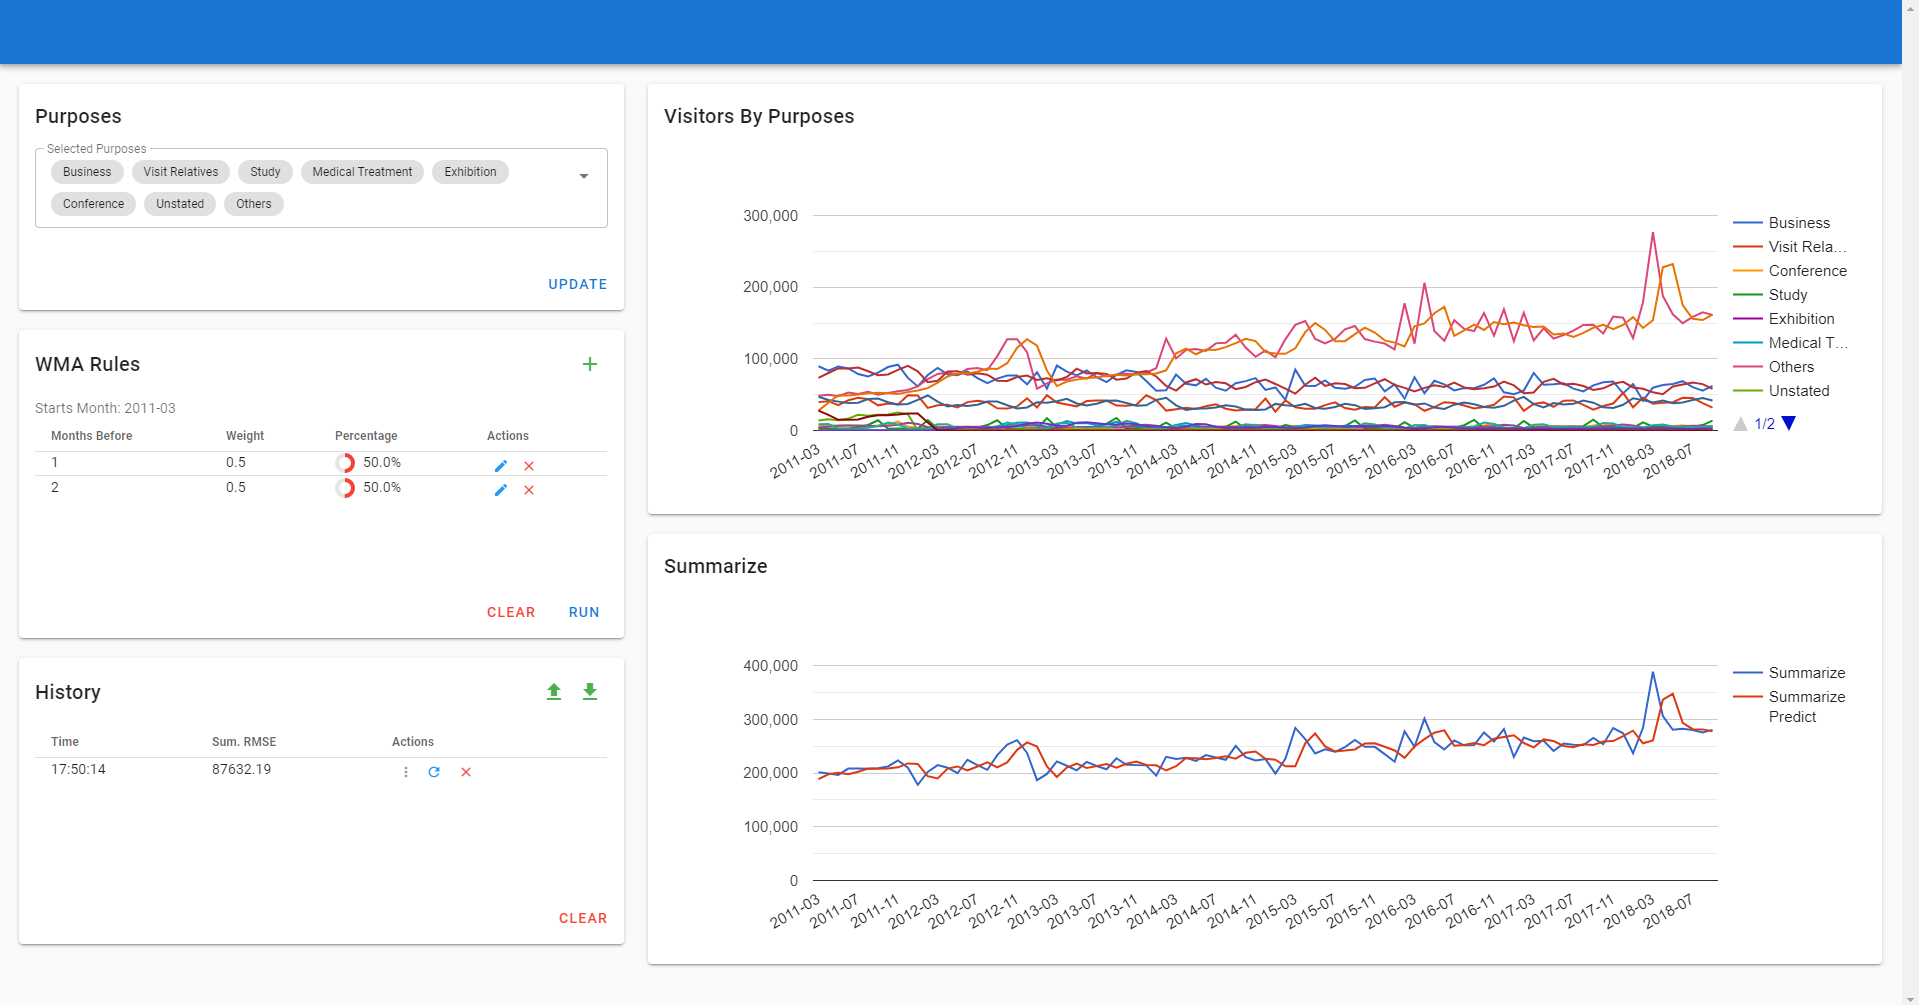 Purposes
Selected Purposes
Business Visit Relatives Study Medical Treatment Exhibition
Conference Unstated Others
UPDATE
WMA Rules
Starts Month: 2011-03
Months Before Weight Percentage Actions
1 0.5 50.0%
2 0.5 50.0%
CLEAR RUN
History
Time Sum. RMSE Actions
17:50:14 87632.19
CLEAR
Visitors By Purposes
300,000
200,000
100,000
0
2011-03 2011-07 2011-11 2012-03 2012-07 2012-11 2013-03 2013-07 2013-11 2014-03 2014-07 2014-11 2015-03 2015-07 2015-11 2016-03 2016-07 2016-11 2017-03 2017-07 2017-11 2018-03 2018-07
Business
Visit Rela...
Conference
Study
Exhibition
Medical T...
Others
Unstated
1/2
Summarize
400,000
300,000
200,000
100,000
0
2011-03 2011-07 2011-11 2012-03 2012-07 2012-11 2013-03 2013-07 2013-11 2014-03 2014-07 2014-11 2015-03 2015-07 2015-11 2016-03 2016-07 2016-11 2017-03 2017-07 2017-11 2018-03 2018-07
Summarize
Summarize
Predict